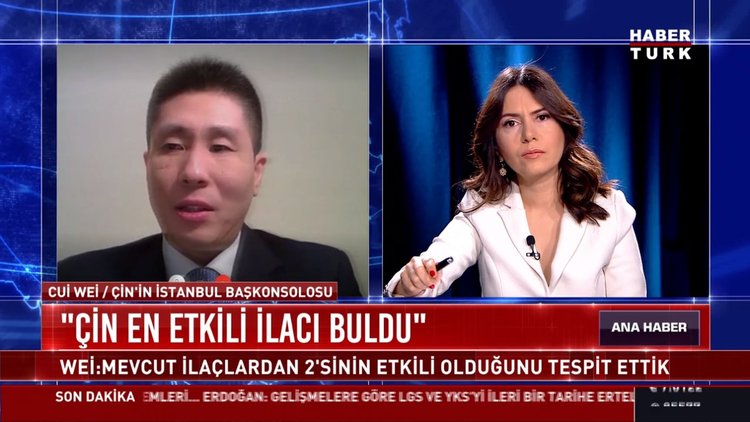 HABER
TURK
CUİ WEİ / ÇİN'İN İSTANBUL BAŞKONSOLOSU
"ÇİN EN ETKİLİ İLACI BULDU"
ANA HABER
WEİ:MEVCUT İLAÇLARDAN 2'SİNİN ETKİLİ OLDUĞUNU TESPİT ETTİK
SON DAKİKA EMLERİ... ERDOĞAN: GELİŞMELERE GÖRE LGS VE YKS'Yİ İLERİ BİR TARİHE ERTEL